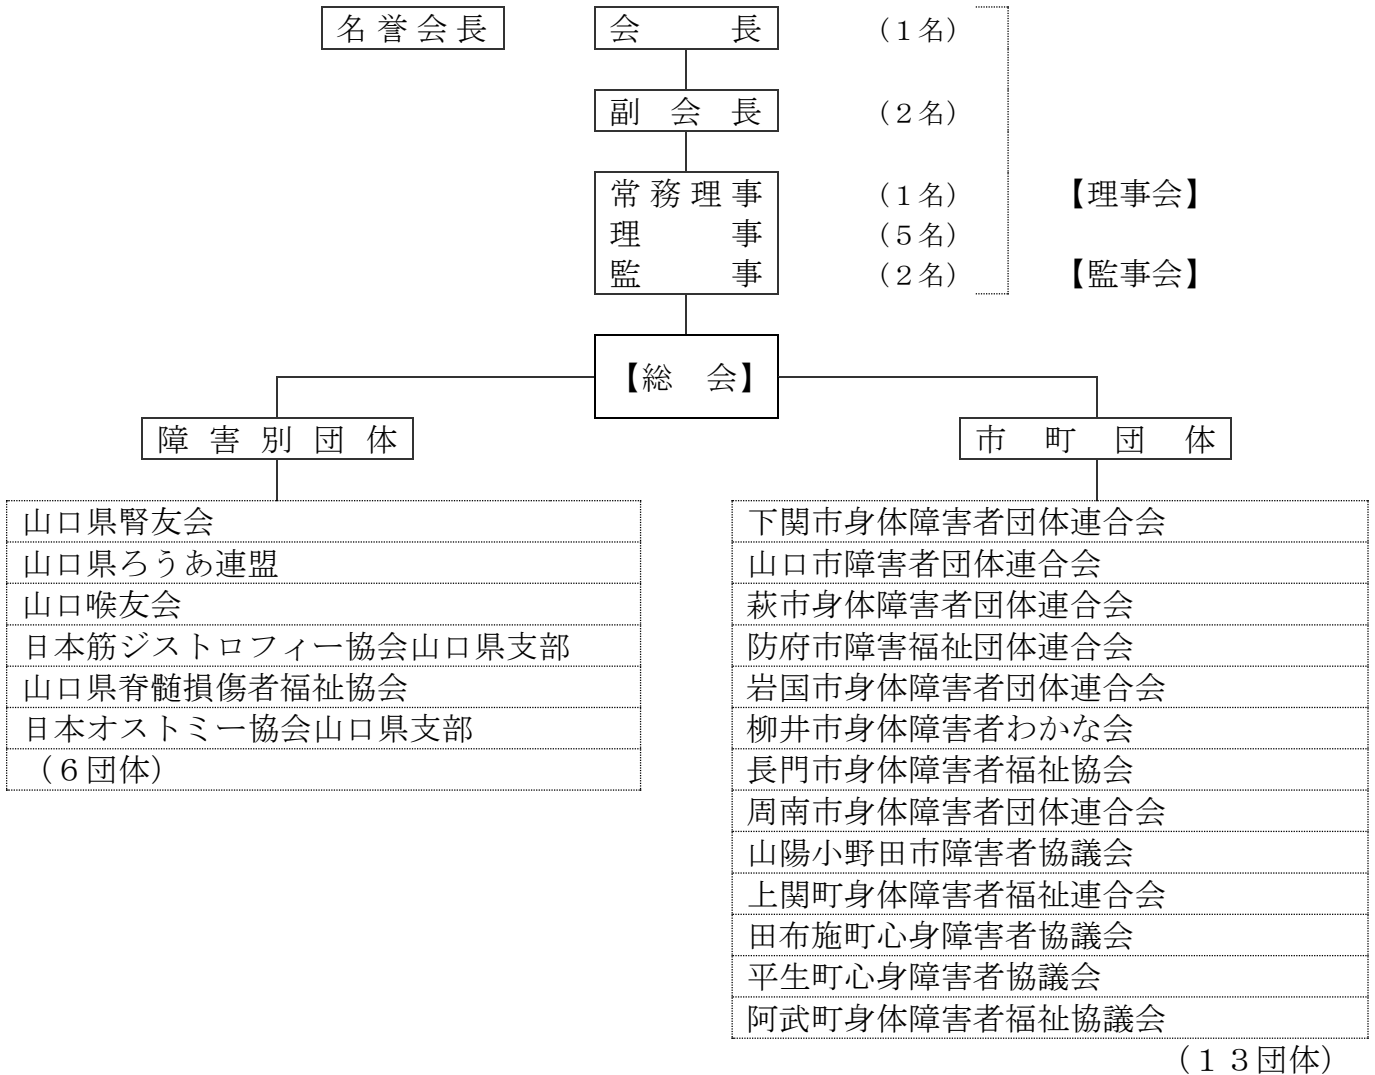 名誉会長 会長 （１名）
副会長 （２名）
常務理事 （１名） 【理事会】
理事 （５名）
監事 （２名） 【監事会】
【総　会】
障害別団体
市町団体
山口県腎友会
山口県ろうあ連盟
山口喉友会
日本筋ジストロフィー協会山口県支部
山口県脊髄損傷者福祉協会
日本オストミー協会山口県支部
（６団体）
下関市身体障害者団体連合会
山口市障害者団体連合会
萩市身体障害者団体連合会
防府市障害福祉団体連合会
岩国市身体障害者団体連合会
柳井市身体障害者わかな会
長門市身体障害者福祉協会
周南市身体障害者団体連合会
山陽小野田市障害者協議会
上関町身体障害者福祉連合会
田布施町心身障害者協議会
平生町心身障害者協議会
阿武町身体障害者福祉協議会
（１３団体）